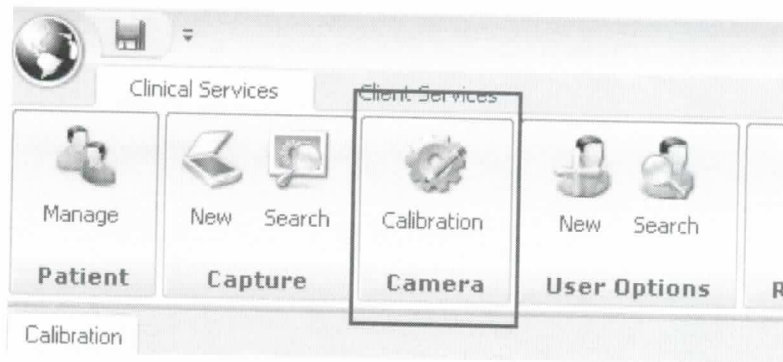 Clinical Services Client Services
Manage New Search Calibration New Search
Patient Capture Camera User Options
Calibration